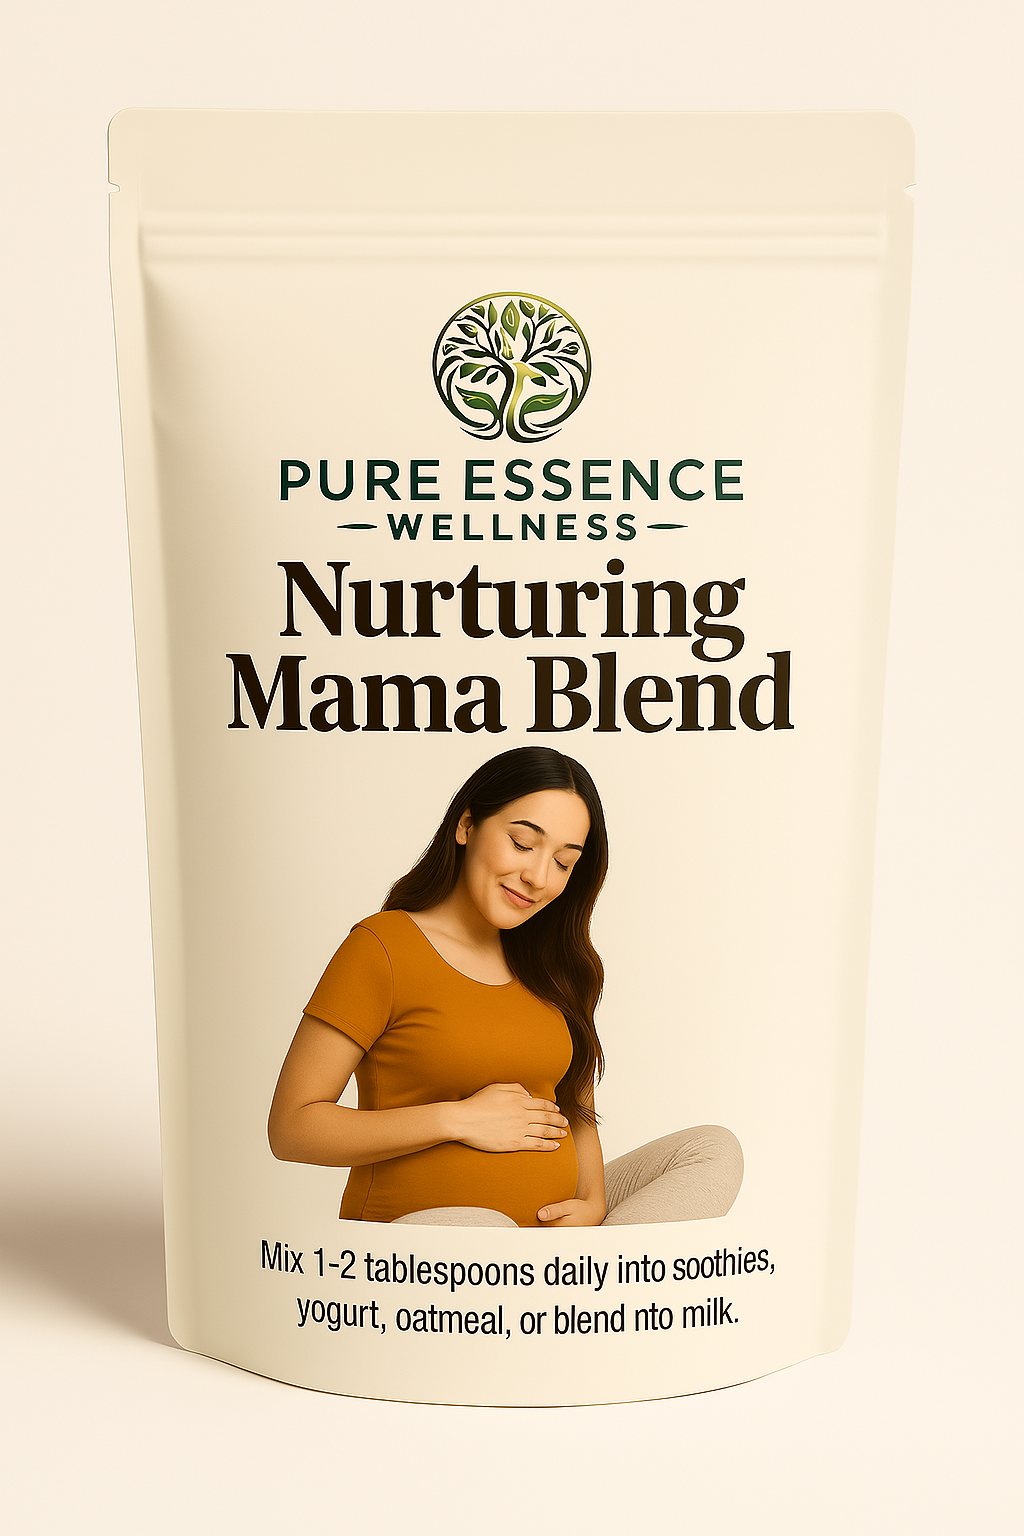 PURE ESSENCE
WELLNESS
Nurturing
Mama Blend
Mix 1-2 tablespoons daily into soothies,
yogurt, oatmeal, or blend nto milk.